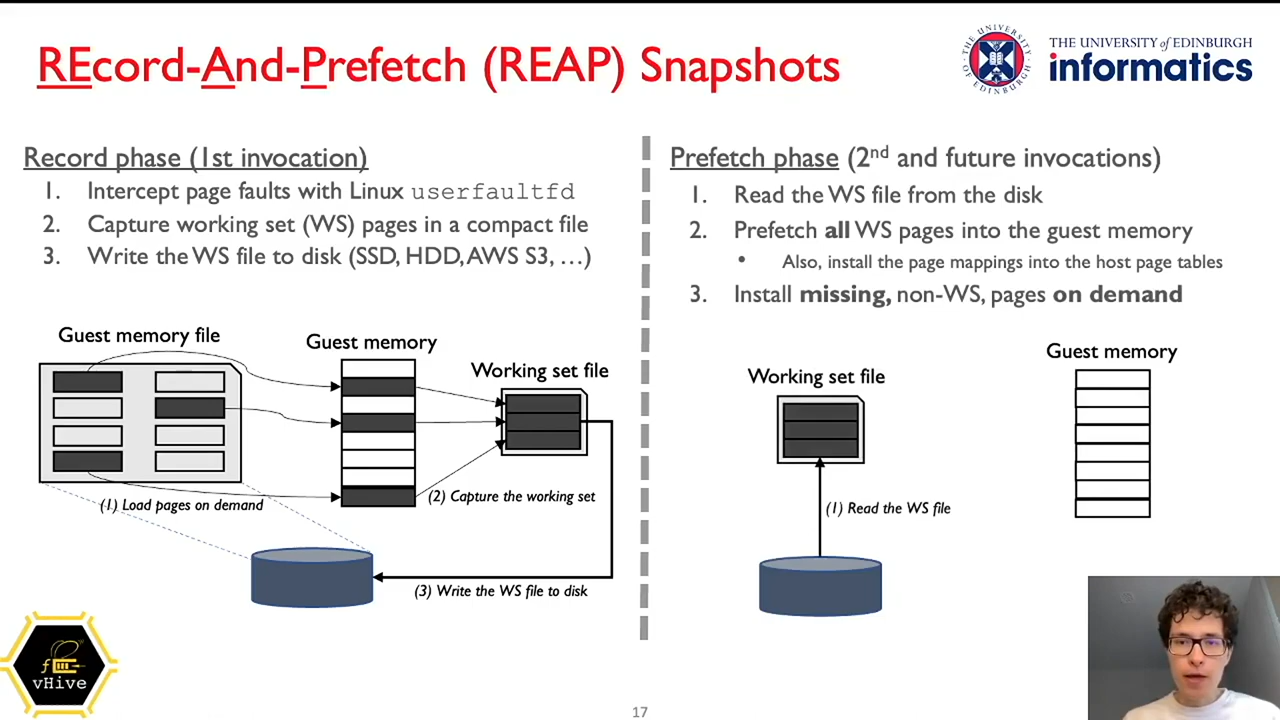 REcord-And-Prefetch (REAP) Snapshots
THE UNIVERSITY of EDINBURGH
informatics
Record phase (1st invocation)
1. Intercept page faults with Linux userfaultfd
2. Capture working set (WS) pages in a compact file
3. Write the WS file to disk (SSD, HDD, AWS S3, …)
Prefetch phase (2nd and future invocations)
1. Read the WS file from the disk
2. Prefetch all WS pages into the guest memory
• Also, install the page mappings into the host page tables
3. Install missing, non-WS, pages on demand
Guest memory file
Guest memory
Working set file
(1) Load pages on demand
(2) Capture the working set
(3) Write the WS file to disk
Working set file
Guest memory
(1) Read the WS file
vHive
17